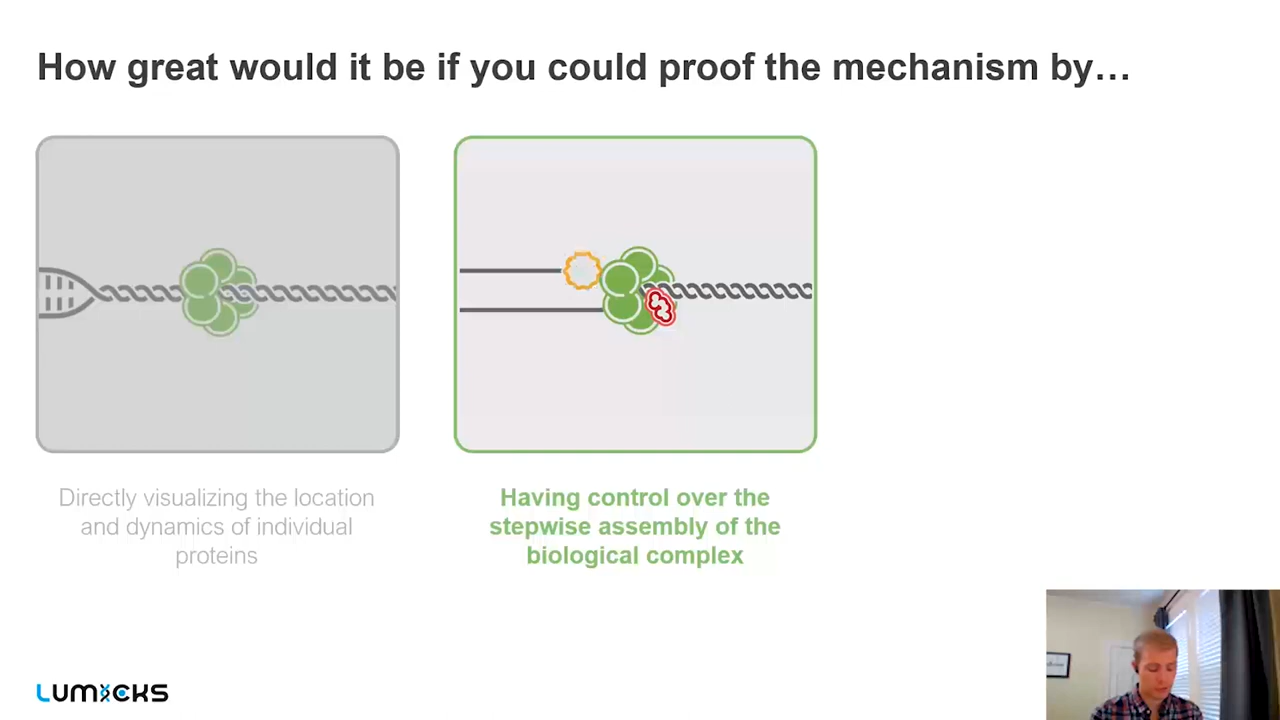 How great would it be if you could proof the mechanism by…
Directly visualizing the location
and dynamics of individual
proteins
Having control over the
stepwise assembly of the
biological complex
LUMICKS